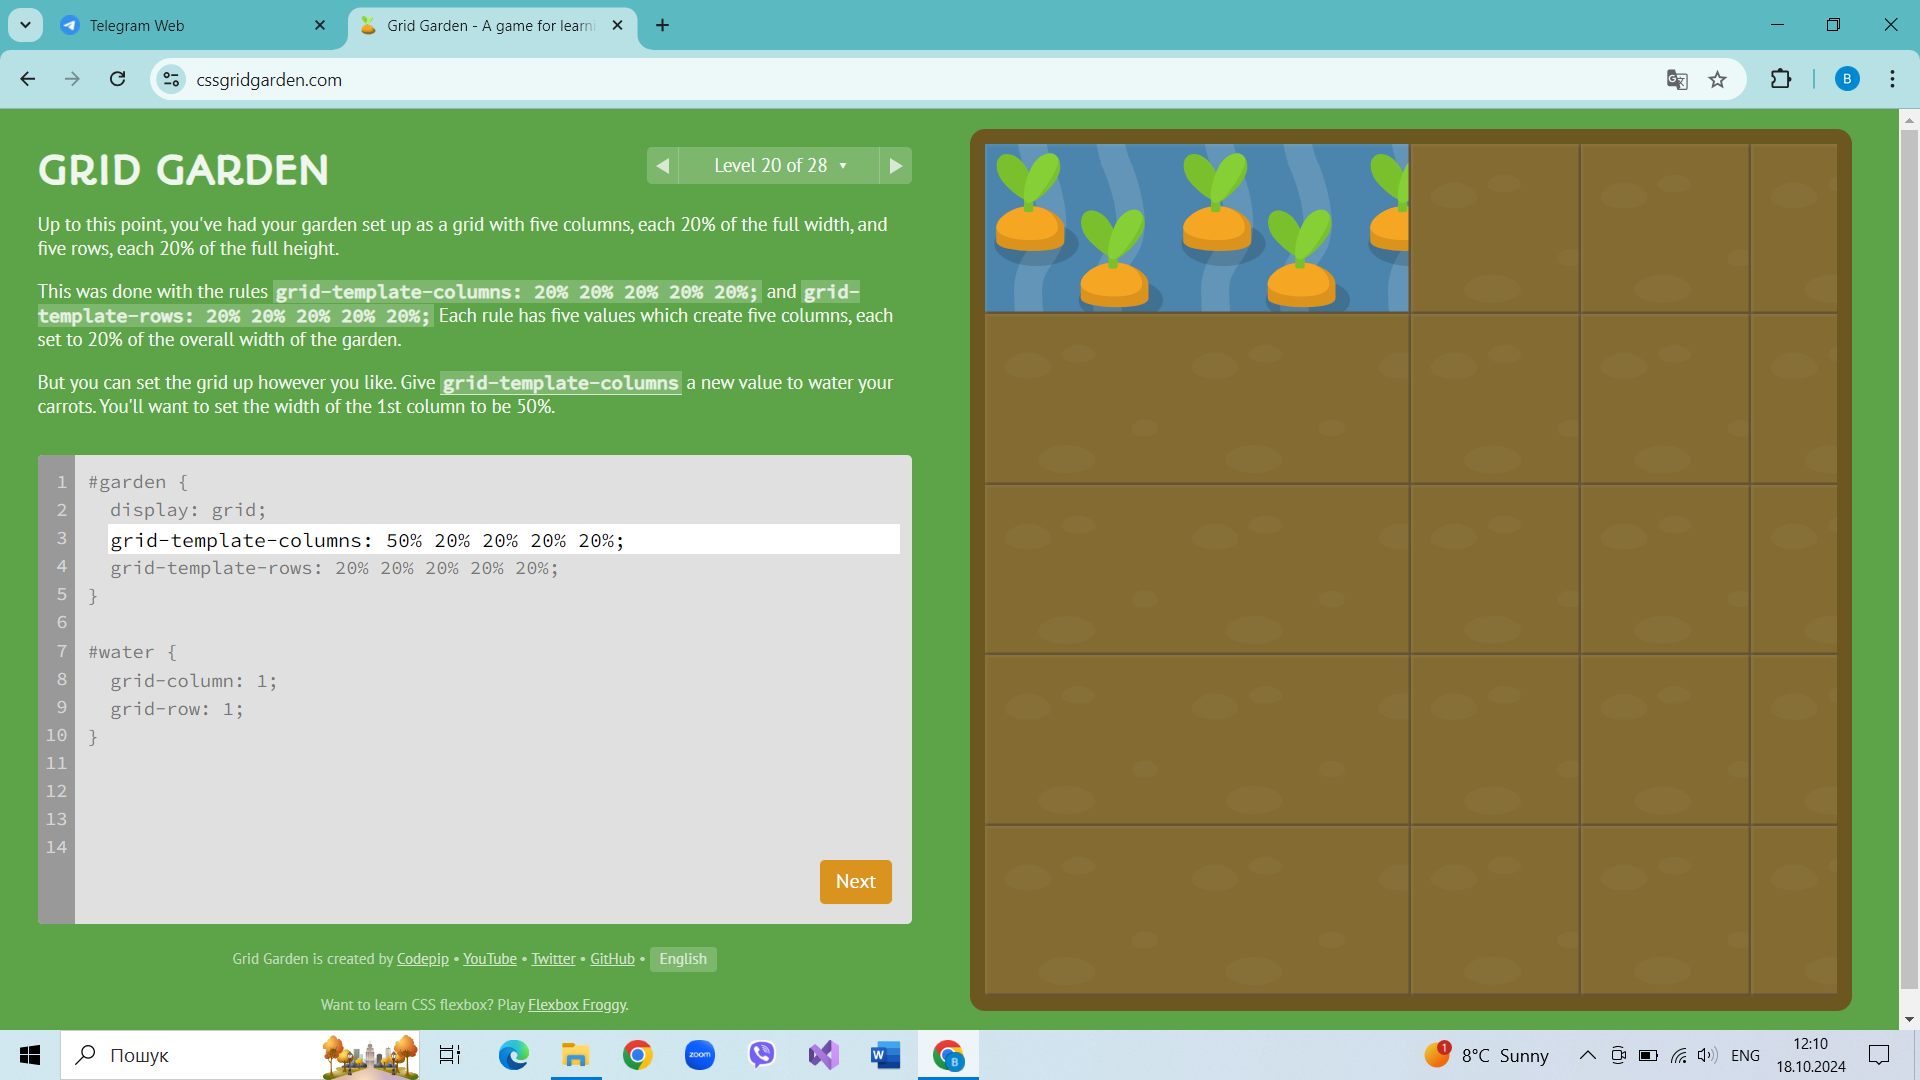 Telegram Web
Grid Garden - A game for learni
cssgridgarden.com
B
GRID GARDEN
Level 20 of 28
Up to this point, you've had your garden set up as a grid with five columns, each 20% of the full width, and
five rows, each 20% of the full height.
This was done with the rules grid-template-columns: 20% 20% 20% 20% 20%; and grid-
template-rows: 20% 20% 20% 20% 20%; Each rule has five values which create five columns, each
set to 20% of the overall width of the garden.
But you can set the grid up however you like. Give grid-template-columns a new value to water your
carrots. You'll want to set the width of the 1st column to be 50%.
1 #garden {
2 display: grid;
3 grid-template-columns: 50% 20% 20% 20% 20%;
4 grid-template-rows: 20% 20% 20% 20% 20%;
5 }
6
7 #water {
8 grid-column: 1;
9 grid-row: 1;
10 }
11
12
13
14
Next
Grid Garden is created by Codepip • YouTube • Twitter • GitHub • English
Want to learn CSS flexbox? Play Flexbox Froggy.
Пошук
zoom
W
B
1
8°C Sunny
ENG
12:10
18.10.2024